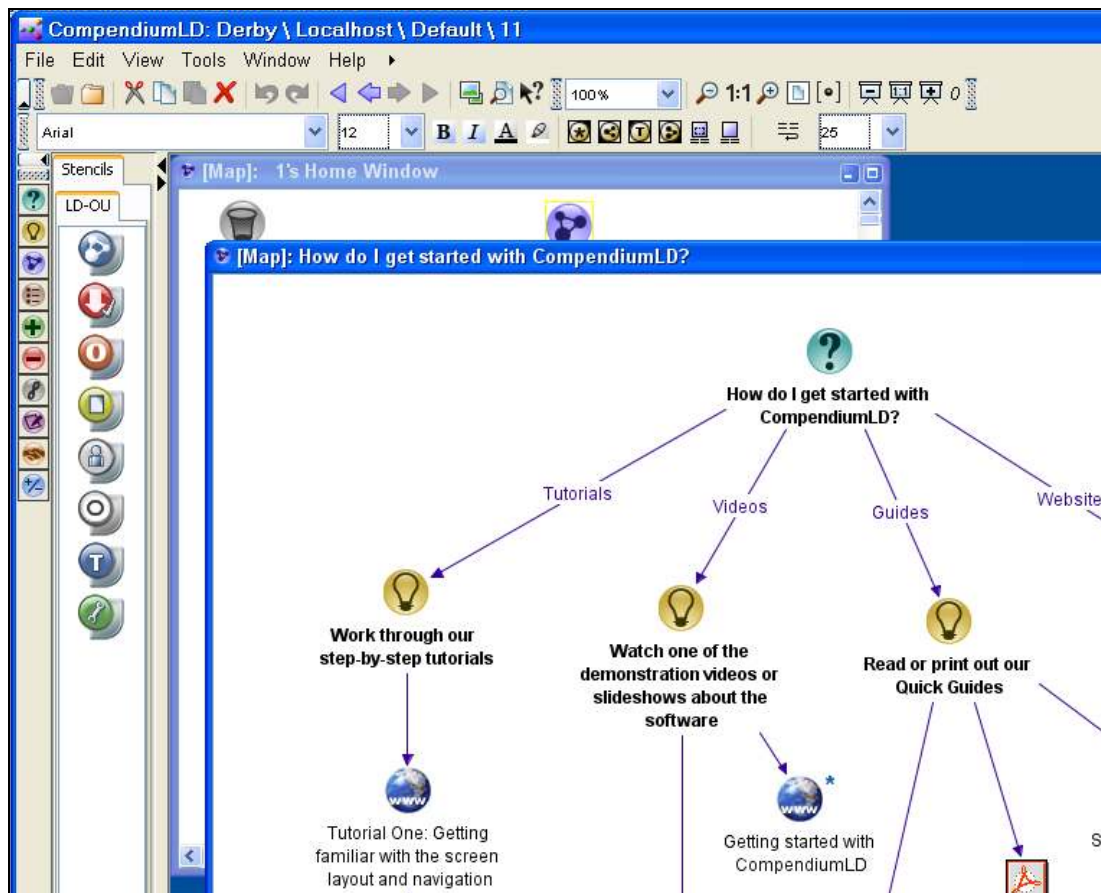 CompendiumLD: Derby \ Localhost \ Default \ 11
File Edit View Tools Window Help
100%
1:1
0
Arial
12
B I A
25
Stencils
LD-OU
[Map]: 1's Home Window
[Map]: How do I get started with CompendiumLD?
How do I get started with
CompendiumLD?
Tutorials
Videos
Guides
Website
Work through our
step-by-step tutorials
Watch one of the
demonstration videos or
slideshows about the
software
Read or print out our
Quick Guides
www
Tutorial One: Getting
familiar with the screen
layout and navigation
www *
Getting started with
CompendiumLD
S